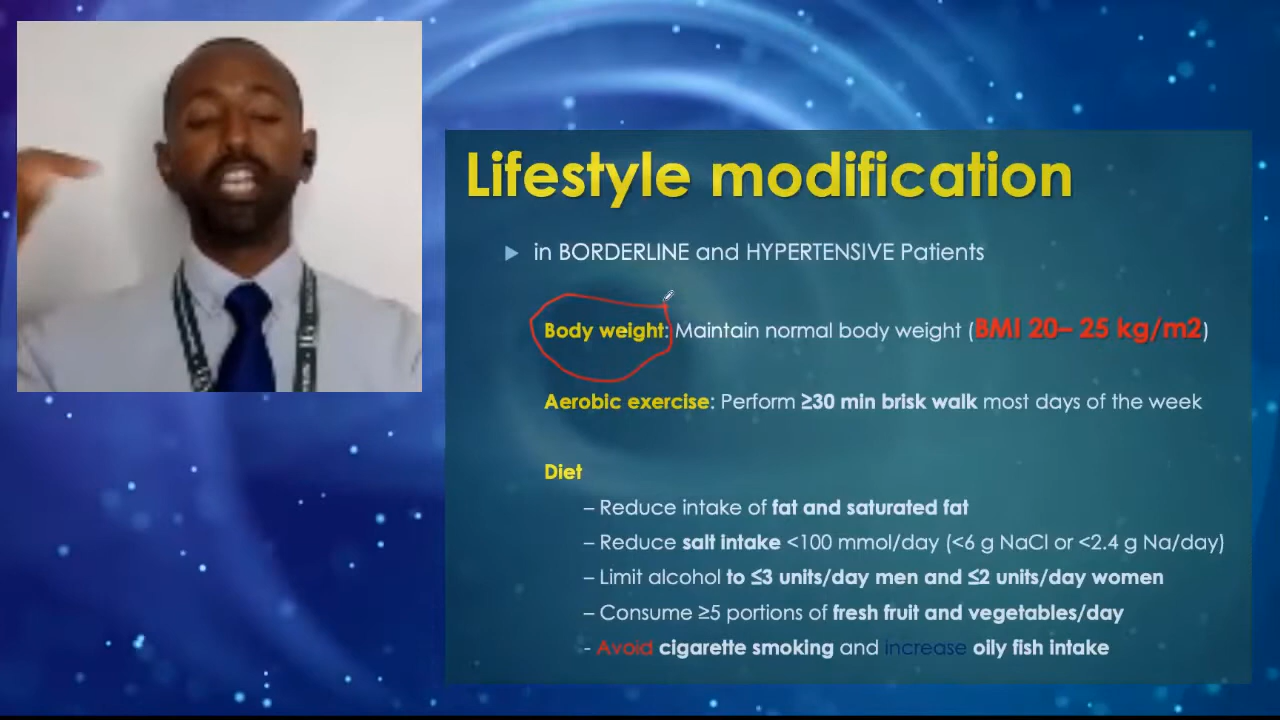 Lifestyle modification
in BORDERLINE and HYPERTENSIVE Patients
Body weight: Maintain normal body weight (BMI 20– 25 kg/m2)
Aerobic exercise: Perform ≥30 min brisk walk most days of the week
Diet
– Reduce intake of fat and saturated fat
– Reduce salt intake <100 mmol/day (<6 g NaCl or <2.4 g Na/day)
– Limit alcohol to ≤3 units/day men and ≤2 units/day women
– Consume ≥5 portions of fresh fruit and vegetables/day
- Avoid cigarette smoking and increase oily fish intake